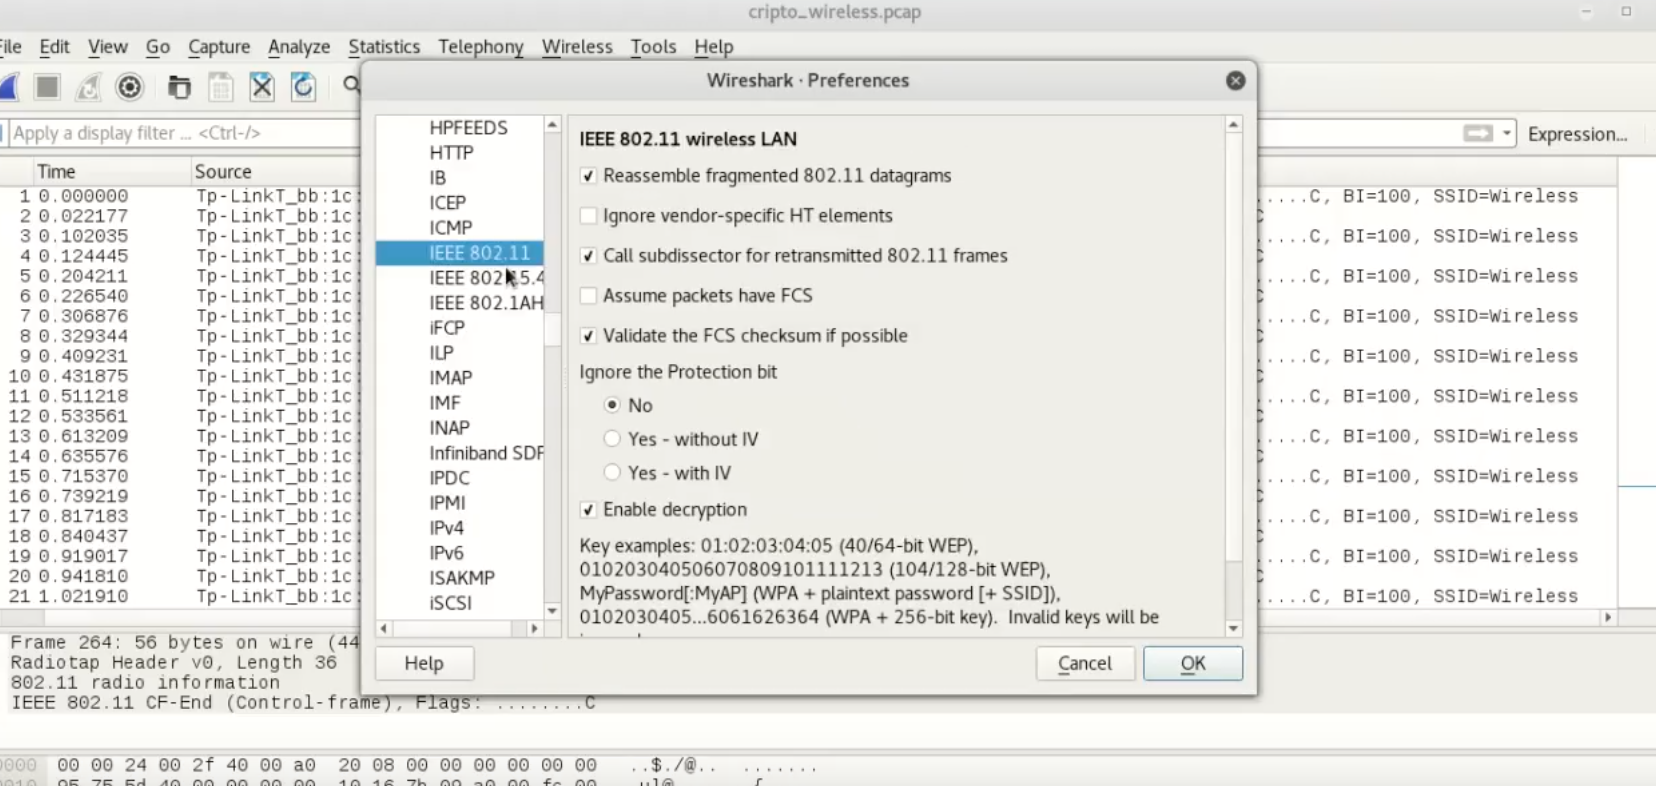 cripto_wireless.pcap
File Edit View Go Capture Analyze Statistics Telephony Wireless Tools Help
Wireshark · Preferences
Apply a display filter ... <Ctrl-/>
Expression...
Time Source
1 0.000000 Tp-LinkT_bb:1c: ....C, BI=100, SSID=Wireless
2 0.022177 Tp-LinkT_bb:1c: C
3 0.102035 Tp-LinkT_bb:1c: ....C, BI=100, SSID=Wireless
4 0.124445 Tp-LinkT_bb:1c: C
5 0.204211 Tp-LinkT_bb:1c: ....C, BI=100, SSID=Wireless
6 0.226540 Tp-LinkT_bb:1c: C
7 0.306876 Tp-LinkT_bb:1c: ....C, BI=100, SSID=Wireless
8 0.329344 Tp-LinkT_bb:1c: C
9 0.409231 Tp-LinkT_bb:1c: ....C, BI=100, SSID=Wireless
10 0.431875 Tp-LinkT_bb:1c: C
11 0.511218 Tp-LinkT_bb:1c: ....C, BI=100, SSID=Wireless
12 0.533561 Tp-LinkT_bb:1c: C
13 0.613209 Tp-LinkT_bb:1c: ....C, BI=100, SSID=Wireless
14 0.635576 Tp-LinkT_bb:1c: C
15 0.715370 Tp-LinkT_bb:1c: ....C, BI=100, SSID=Wireless
16 0.739219 Tp-LinkT_bb:1c: C
17 0.817183 Tp-LinkT_bb:1c: ....C, BI=100, SSID=Wireless
18 0.840437 Tp-LinkT_bb:1c: C
19 0.919017 Tp-LinkT_bb:1c: ....C, BI=100, SSID=Wireless
20 0.941810 Tp-LinkT_bb:1c: C
21 1.021910 Tp-LinkT_bb:1c: ....C, BI=100, SSID=Wireless
HPFEEDS
HTTP
IB
ICEP
ICMP
IEEE 802.11
IEEE 802.15.4
IEEE 802.1AH
iFCP
ILP
IMAP
IMF
INAP
Infiniband SDP
IPDC
IPMI
IPv4
IPv6
ISAKMP
iSCSI
IEEE 802.11 wireless LAN
Reassemble fragmented 802.11 datagrams
Ignore vendor-specific HT elements
Call subdissector for retransmitted 802.11 frames
Assume packets have FCS
Validate the FCS checksum if possible
Ignore the Protection bit
No
Yes - without IV
Yes - with IV
Enable decryption
Key examples: 01:02:03:04:05 (40/64-bit WEP),
010203040506070809101111213 (104/128-bit WEP),
MyPassword[:MyAP] (WPA + plaintext password [+ SSID]),
0102030405...6061626364 (WPA + 256-bit key). Invalid keys will be
Help Cancel OK
Frame 264: 56 bytes on wire (44
Radiotap Header v0, Length 36
802.11 radio information
IEEE 802.11 CF-End (Control-frame), Flags: ........C
0000 00 00 24 00 2f 40 00 a0 20 08 00 00 00 00 00 00 ..$./@.. .......